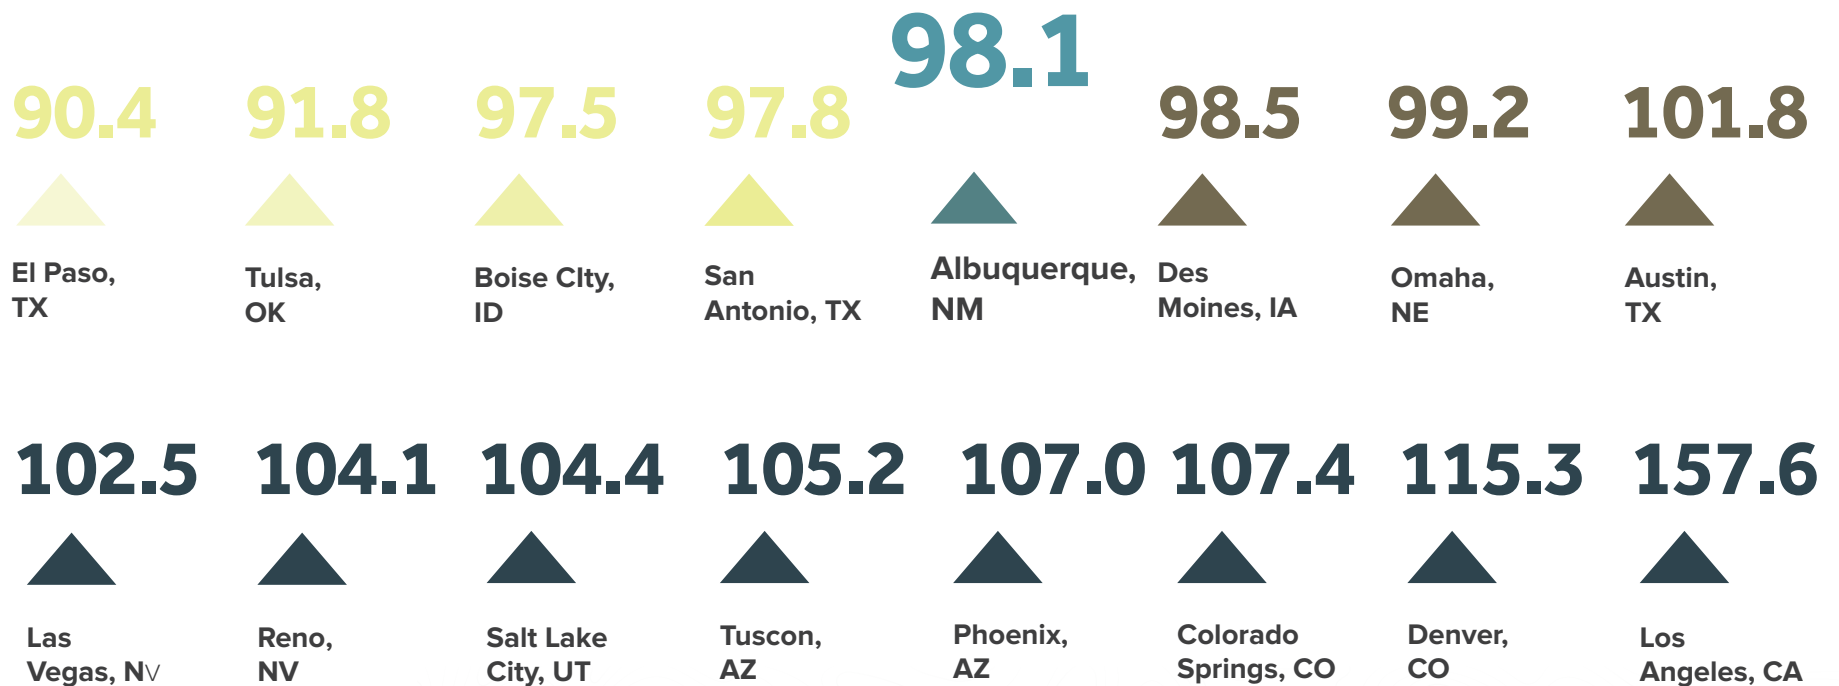 98.1
90.4 91.8 97.5 97.8 98.5 99.2 101.8
El Paso,
TX
Tulsa,
OK
Boise CIty,
ID
San
Antonio, TX
Albuquerque,
NM
Des
Moines, IA
Omaha,
NE
Austin,
TX
102.5 104.1 104.4 105.2 107.0 107.4 115.3 157.6
Las
Vegas, NV
Reno,
NV
Salt Lake
City, UT
Tuscon,
AZ
Phoenix,
AZ
Colorado
Springs, CO
Denver,
CO
Los
Angeles, CA